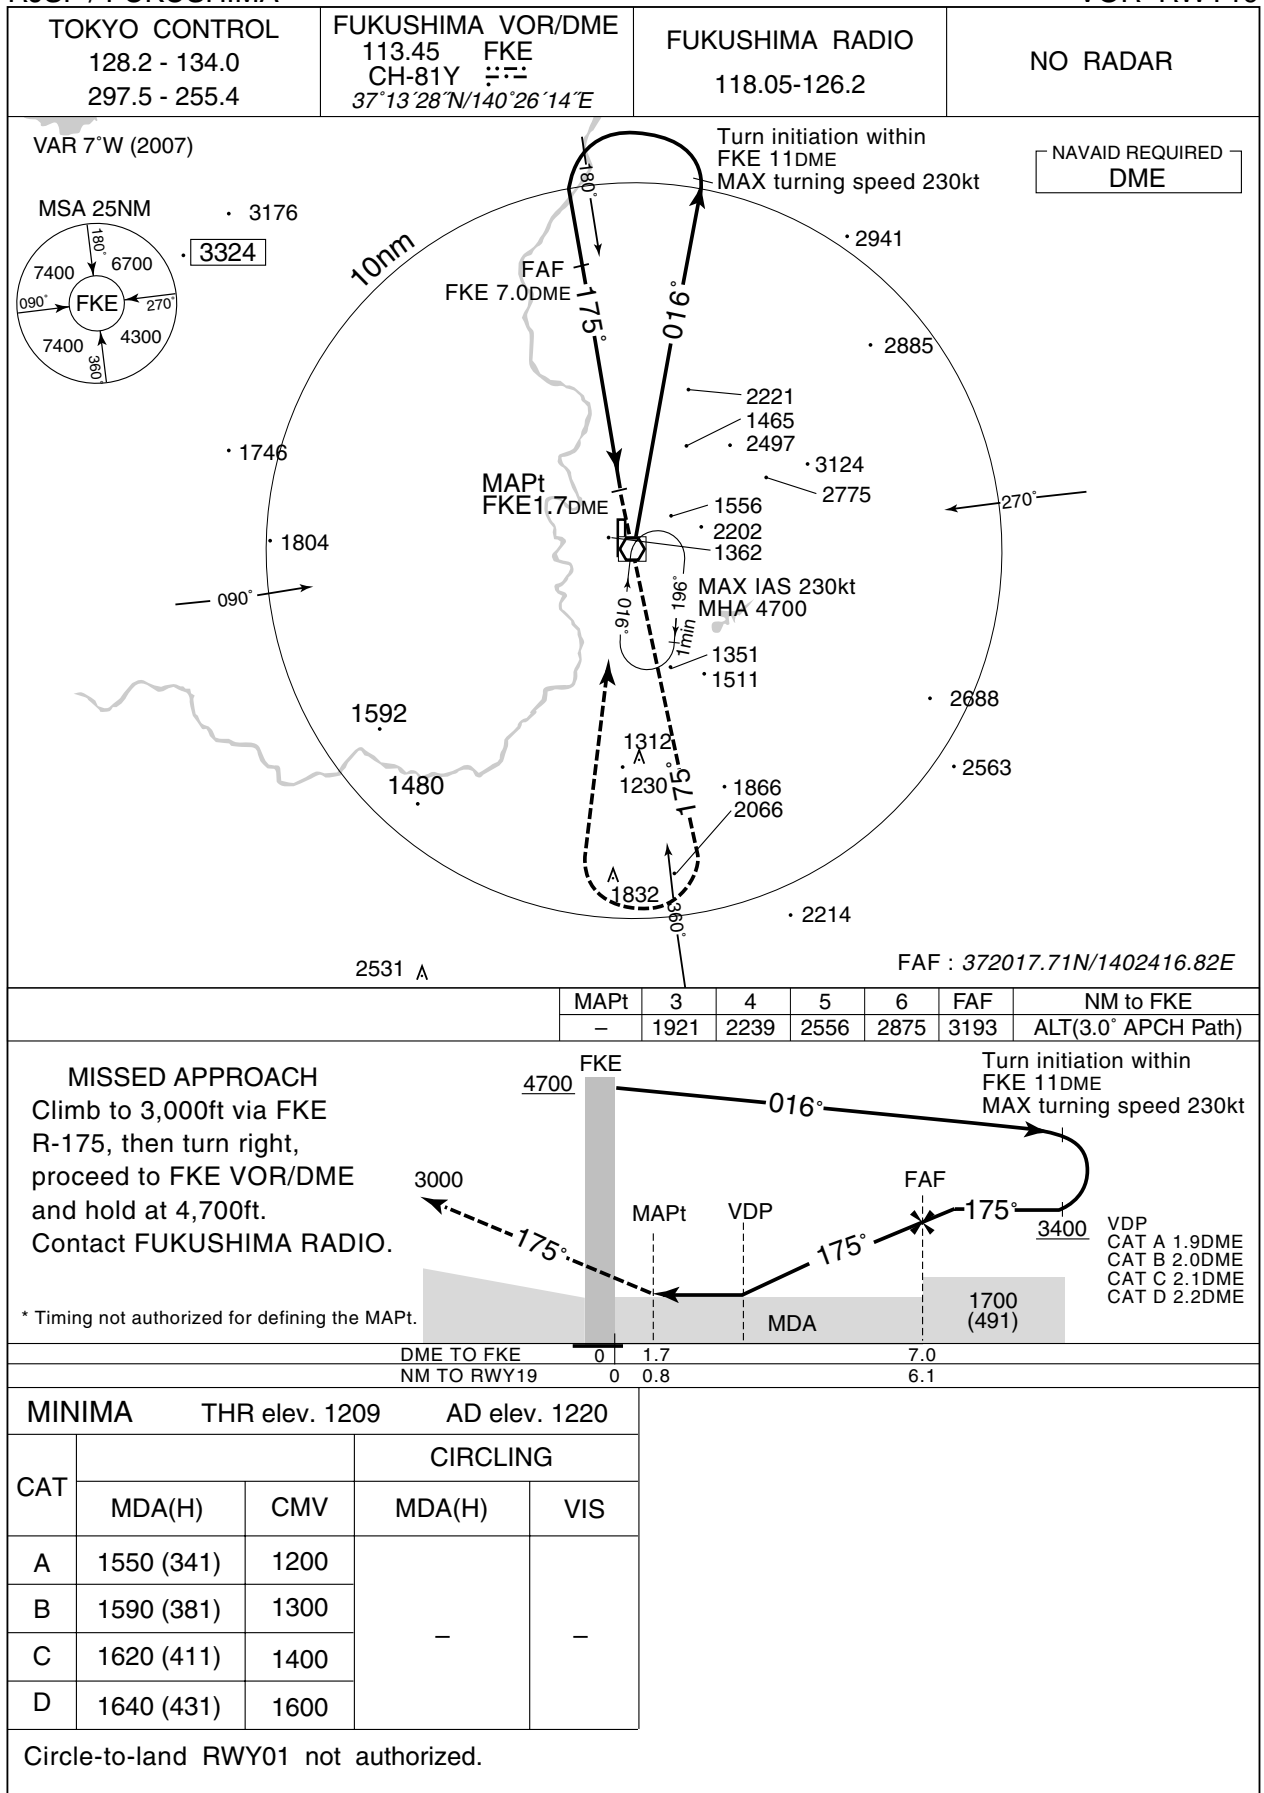 TOKYO CONTROL
128.2 - 134.0
297.5 - 255.4
FUKUSHIMA VOR/DME
113.45 FKE
CH-81Y
37°13´28˝N/140°26´14˝E
FUKUSHIMA RADIO
118.05-126.2
NO RADAR
VAR 7°W (2007)
Turn initiation within
FKE 11DME
MAX turning speed 230kt
NAVAID REQUIRED
DME
MSA 25NM
180°
7400
6700
090°
FKE
270°
7400
4300
360°
3176
3324
10nm
180°
2941
FAF
FKE 7.0DME
175°
016°
2885
2221
1465
2497
1746
3124
2775
MAPt
FKE1.7DME
270°
1556
2202
1362
1804
090°
016°
196°
1min
MAX IAS 230kt
MHA 4700
1351
1511
2688
1592
1312
1230
175°
2563
1480
1866
2066
1832
360°
2214
2531
FAF : 372017.71N/1402416.82E
MAPt 3 4 5 6 FAF NM to FKE
– 1921 2239 2556 2875 3193 ALT(3.0° APCH Path)
MISSED APPROACH
Climb to 3,000ft via FKE
R-175, then turn right,
proceed to FKE VOR/DME
and hold at 4,700ft.
Contact FUKUSHIMA RADIO.
* Timing not authorized for defining the MAPt.
FKE
4700
016°
Turn initiation within
FKE 11DME
MAX turning speed 230kt
3000
175°
MAPt
VDP
175°
FAF
175°
3400
VDP
CAT A 1.9DME
CAT B 2.0DME
CAT C 2.1DME
CAT D 2.2DME
MDA
1700
(491)
DME TO FKE 0 1.7 7.0
NM TO RWY19 0 0.8 6.1
MINIMA THR elev. 1209 AD elev. 1220
CAT
CIRCLING
MDA(H) CMV MDA(H) VIS
A 1550 (341) 1200
B 1590 (381) 1300
– –
C 1620 (411) 1400
D 1640 (431) 1600
Circle-to-land RWY01 not authorized.